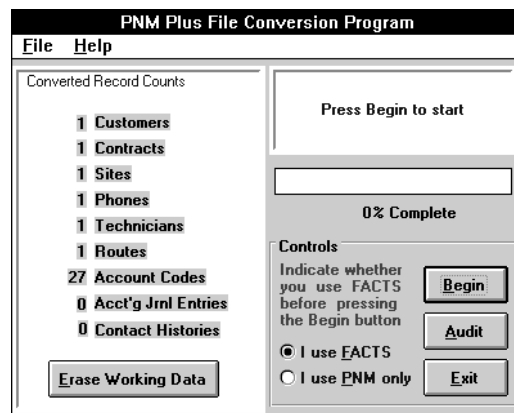 PNM Plus File Conversion Program
File Help
Converted Record Counts
1 Customers
1 Contracts
1 Sites
1 Phones
1 Technicians
1 Routes
27 Account Codes
0 Acct'g Jrnl Entries
0 Contact Histories
Erase Working Data
Press Begin to start
0% Complete
Controls
Indicate whether
you use FACTS
before pressing
the Begin button
I use FACTS
I use PNM only
Begin
Audit
Exit